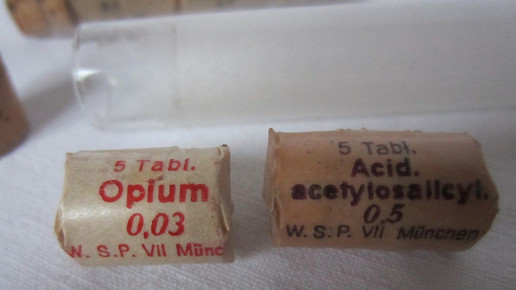 5 Tabl.
Opium
0,03
W. S. P. VII Münc
5 Tabl.
Acid.
acetylosalicyl.
0,5
W. S. P. VII München